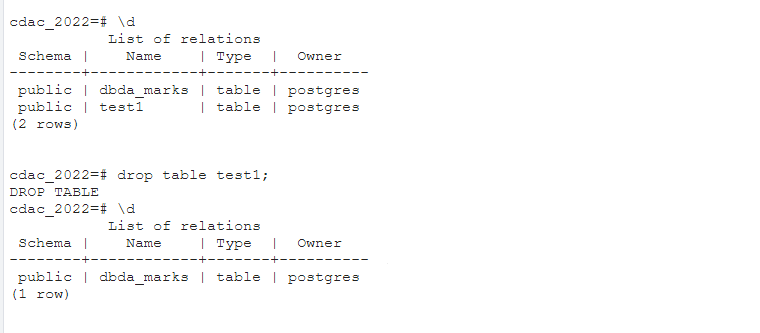 cdac_2022=# \d
List of relations
Schema | Name | Type | Owner
--------+------------+-------+----------
public | dbda_marks | table | postgres
public | test1 | table | postgres
(2 rows)
cdac_2022=# drop table test1;
DROP TABLE
cdac_2022=# \d
List of relations
Schema | Name | Type | Owner
--------+------------+-------+----------
public | dbda_marks | table | postgres
(1 row)